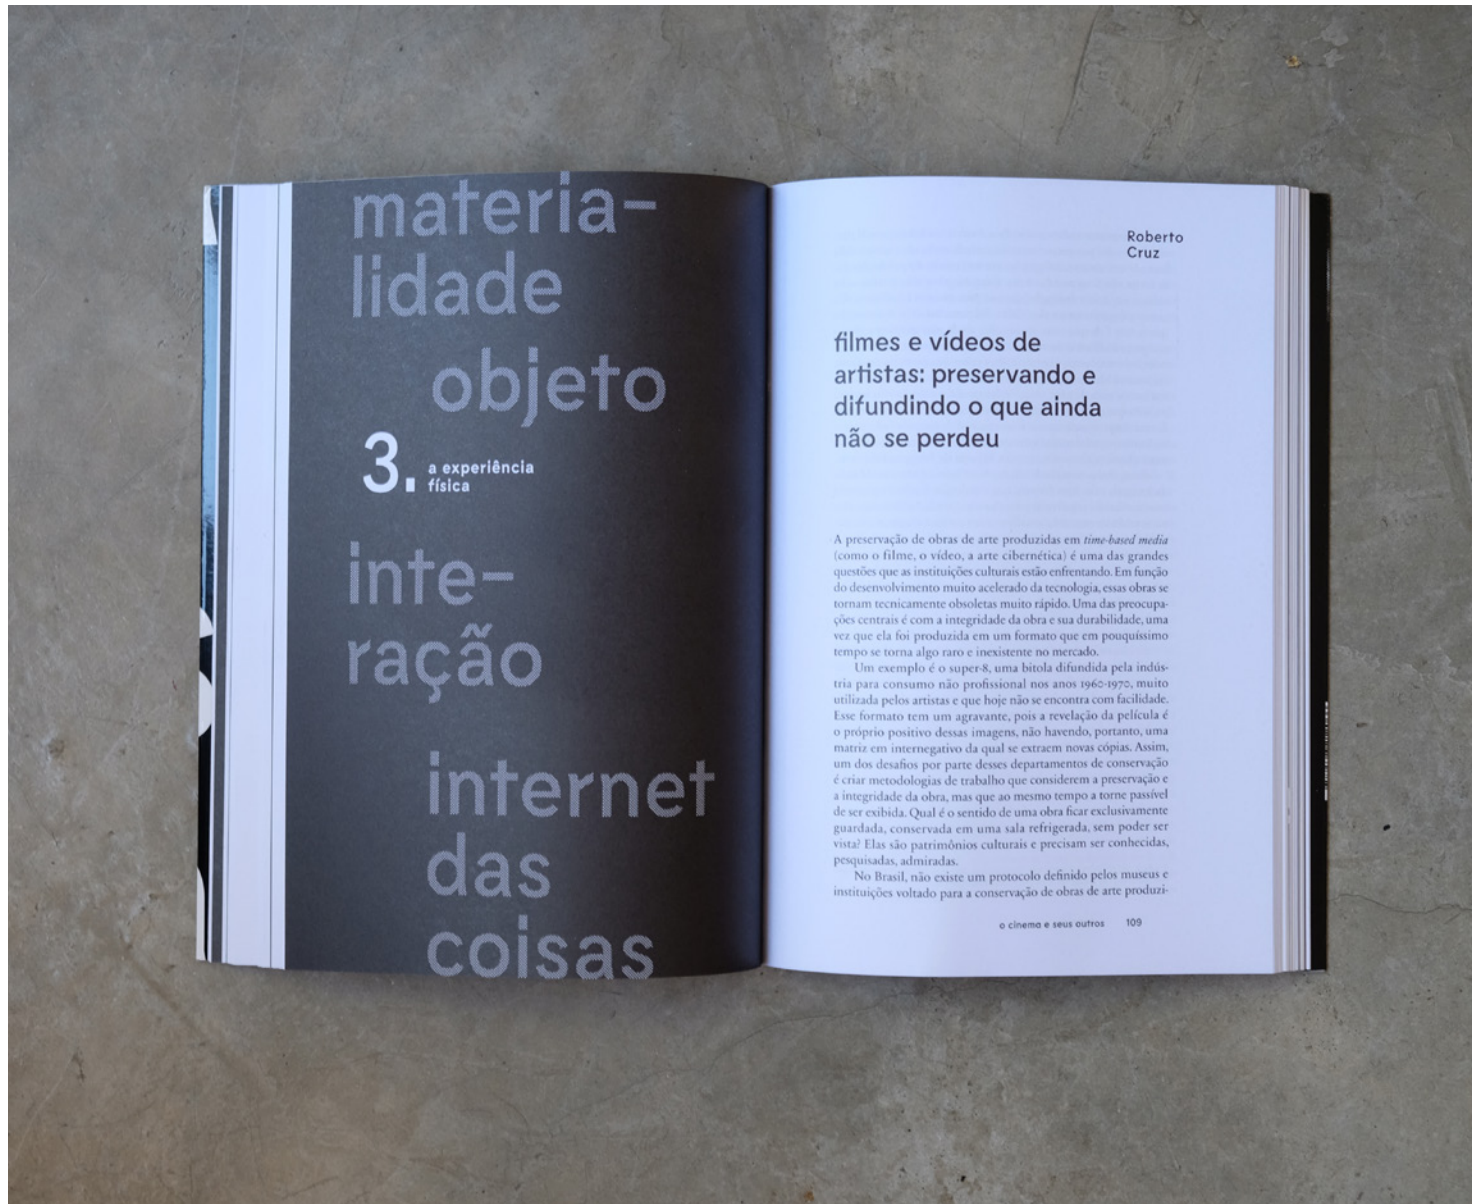 materia-
lidade
objeto
3. a experiência
física
inte-
ração
internet
das
coisas
Roberto
Cruz
filmes e vídeos de
artistas: preservando e
difundindo o que ainda
não se perdeu
A preservação de obras de arte produzidas em time-based media
(como o filme, o vídeo, a arte cibernética) é uma das grandes
questões que as instituições culturais estão enfrentando. Em função
do desenvolvimento muito acelerado da tecnologia, essas obras se
tornam tecnicamente obsoletas muito rápido. Uma das preocupa-
ções centrais é com a integridade da obra e sua durabilidade, uma
vez que ela foi produzida em um formato que em pouquíssimo
tempo se torna algo raro e inexistente no mercado.
Um exemplo é o super-8, uma bitola difundida pela indús-
tria para consumo não profissional nos anos 1960-1970, muito
utilizada pelos artistas e que hoje não se encontra com facilidade.
Esse formato tem um agravante, pois a revelação da película é
o próprio positivo dessas imagens, não havendo, portanto, uma
matriz em internegativo da qual se extraem novas cópias. Assim,
um dos desafios por parte desses departamentos de conservação
é criar metodologias de trabalho que considerem a preservação e
a integridade da obra, mas que ao mesmo tempo a torne passível
de ser exibida. Qual é o sentido de uma obra ficar exclusivamente
guardada, conservada em uma sala refrigerada, sem poder ser
vista? Elas são patrimônios culturais e precisam ser conhecidas,
pesquisadas, admiradas.
No Brasil, não existe um protocolo definido pelos museus e
instituições voltado para a conservação de obras de arte produzi-
o cinema e seus outros 109